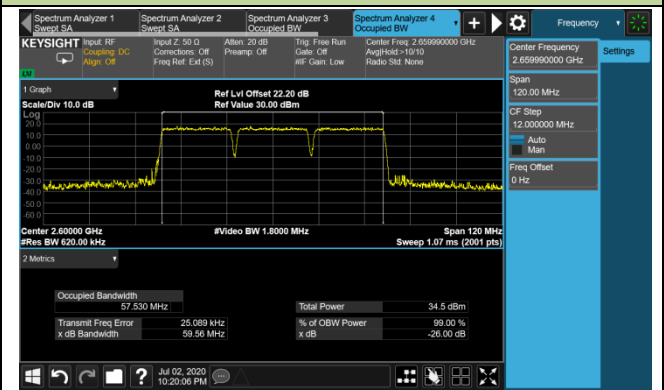 Spectrum Analyzer 1
Swept SA
Spectrum Analyzer 2
Swept SA
Spectrum Analyzer 3
Occupied BW
Spectrum Analyzer 4
Occupied BW
Frequency
KEYSIGHT
Input: RF
Coupling: DC
Align: Off
Input Z: 50 Ω
Corrections: Off
Freq Ref: Ext (S)
Atten: 20 dB
Preamp: Off
Trig: Free Run
Gate: Off
#IF Gain: Low
Center Freq: 2.659990000 GHz
Avg|Hold:>10/10
Radio Std: None
LXI
1 Graph
Scale/Div 10.0 dB
Ref Lvl Offset 22.20 dB
Ref Value 30.00 dBm
Log
20.0
10.0
0.00
-10.0
-20.0
-30.0
-40.0
-50.0
-60.0
Center 2.60000 GHz
#Res BW 620.00 kHz
#Video BW 1.8000 MHz
Span 120 MHz
Sweep 1.07 ms (2001 pts)
2 Metrics
Occupied Bandwidth
57.530 MHz
Total Power 34.5 dBm
Transmit Freq Error 25.089 kHz
% of OBW Power 99.00 %
x dB Bandwidth 59.56 MHz
x dB -26.00 dB
Jul 02, 2020
10:20:06 PM
Center Frequency
2.659990000 GHz
Settings
Span
120.00 MHz
CF Step
12.000000 MHz
Auto
Man
Freq Offset
0 Hz